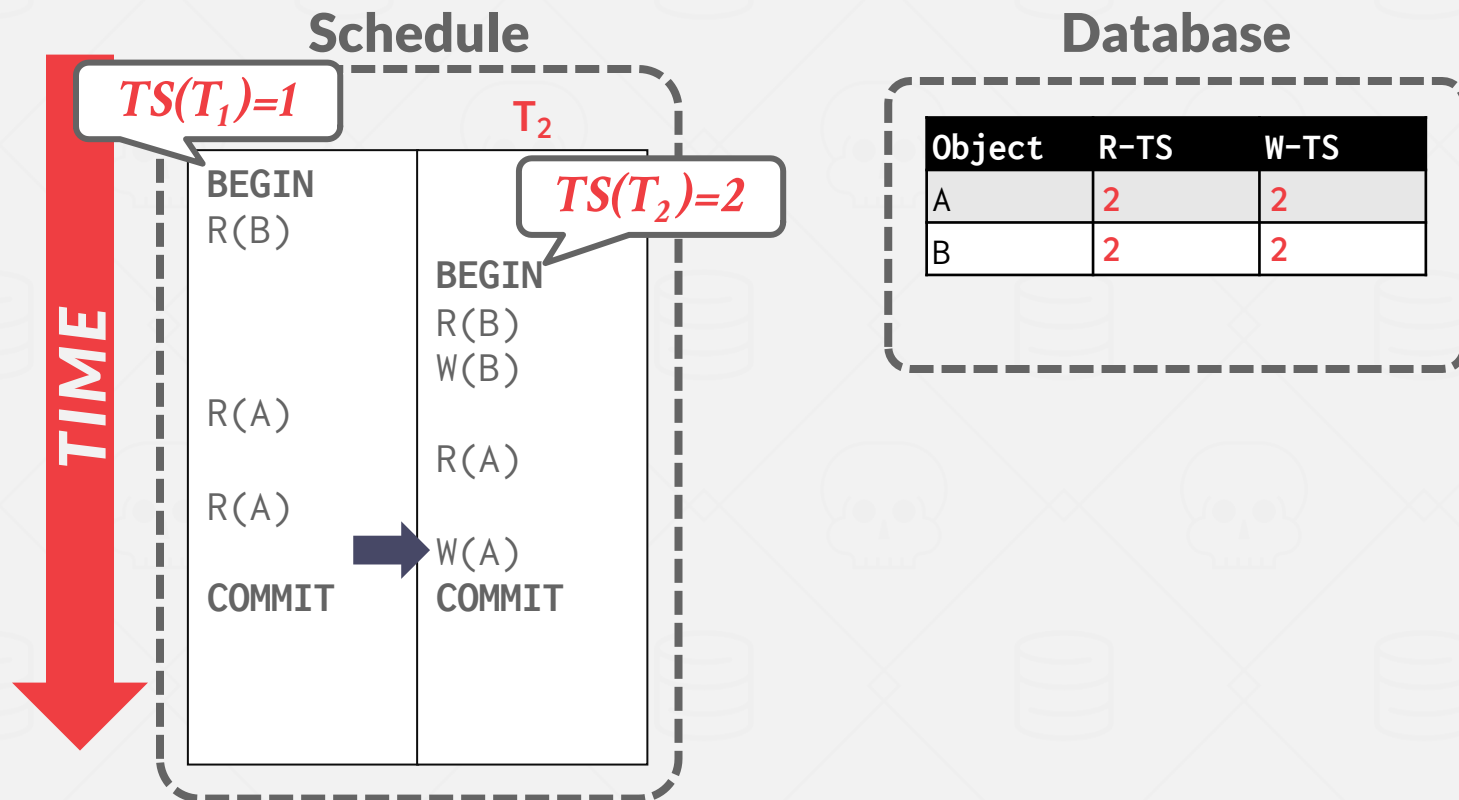 Schedule
Database
TIME
TS(T1)=1
T2
TS(T2)=2
BEGIN
R(B)
BEGIN
R(B)
W(B)
R(A)
R(A)
R(A)
W(A)
COMMIT COMMIT
Object R-TS W-TS
A 2 2
B 2 2